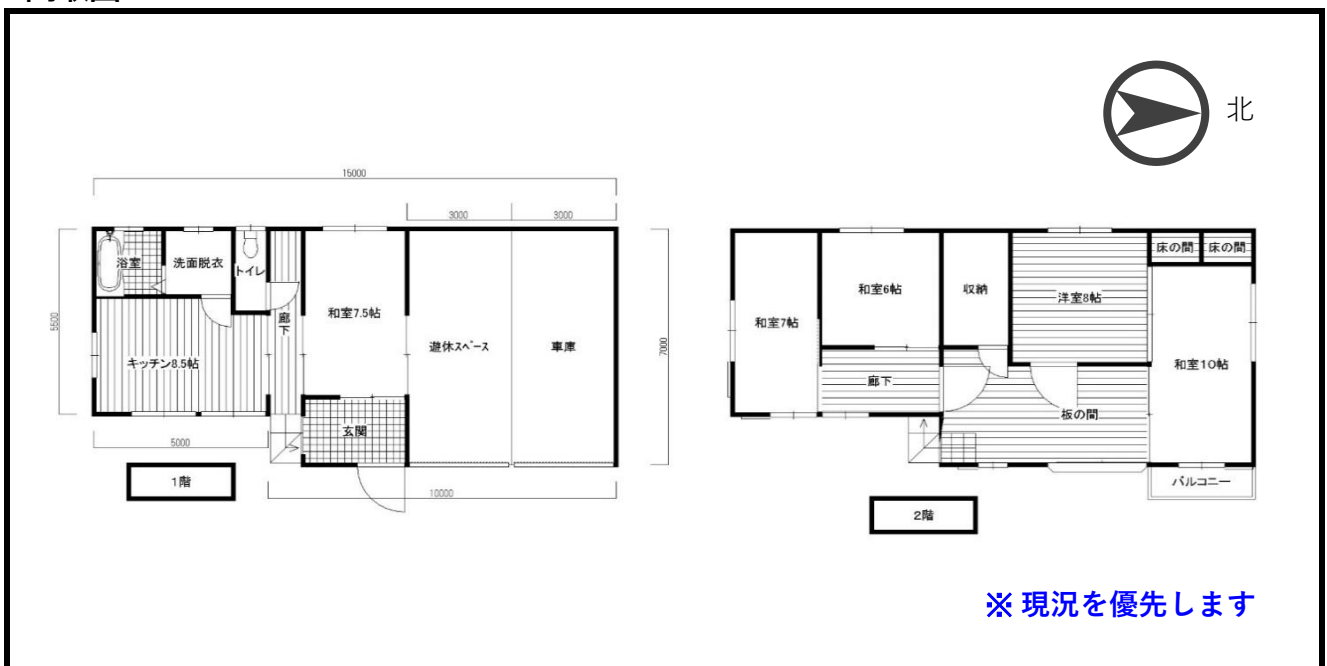 北
15000
3000
3000
5500
7000
浴室
洗面脱衣
トイレ
廊下
和室7.5帖
遊休スペース
車庫
キッチン8.5帖
玄関
5000
10000
1階
床の間
床の間
和室6帖
収納
洋室8帖
和室7帖
和室10帖
廊下
板の間
バルコニー
2階
※ 現況を優先します